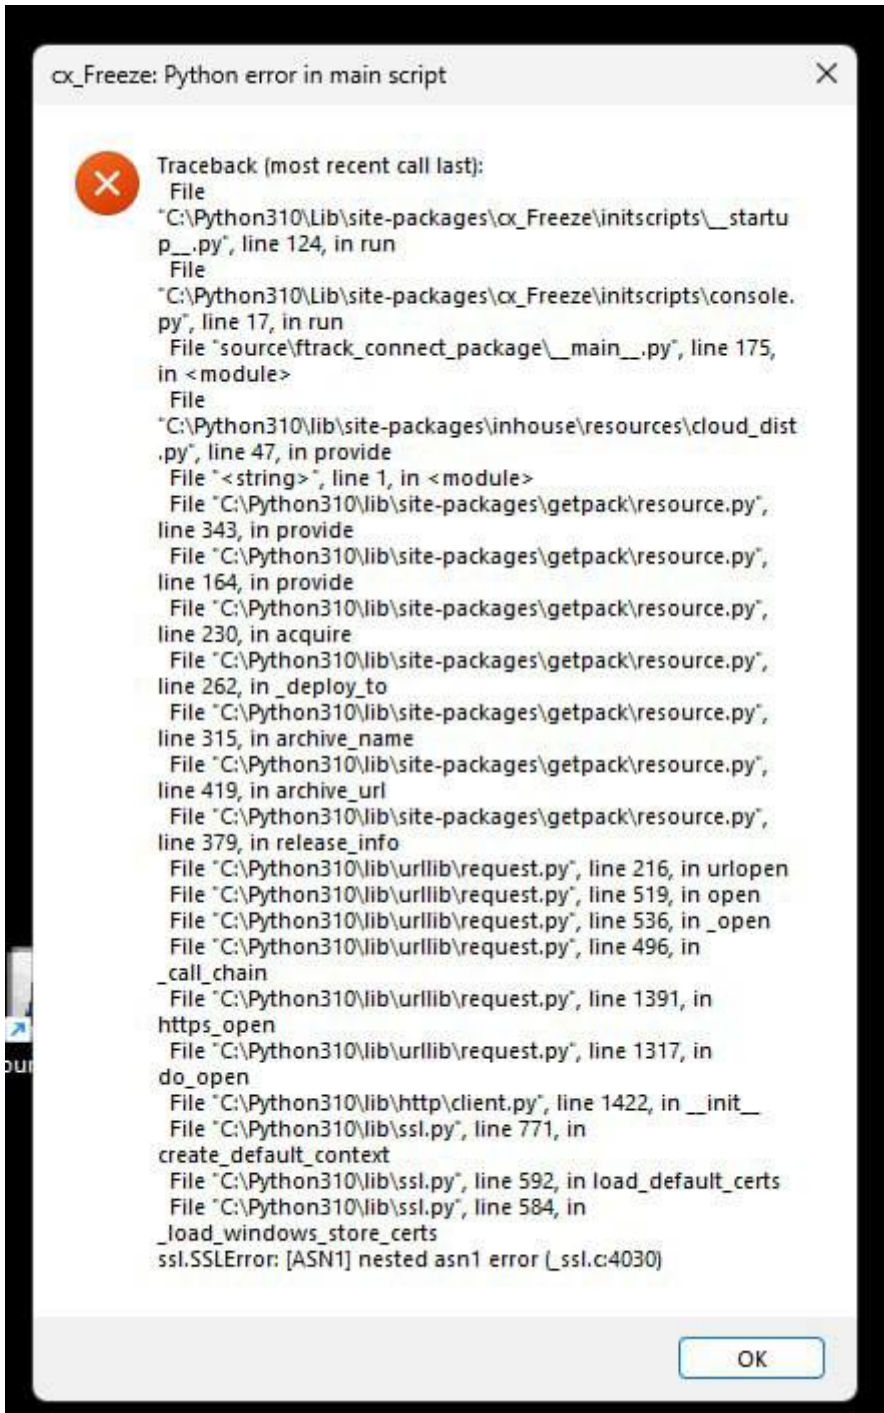 cx_Freeze: Python error in main script
Traceback (most recent call last):
File
"C:\Python310\Lib\site-packages\cx_Freeze\initscripts\__startu
p__.py", line 124, in run
File
"C:\Python310\Lib\site-packages\cx_Freeze\initscripts\console.
py", line 17, in run
File "source\ftrack_connect_package\__main__.py", line 175,
in <module>
File
"C:\Python310\lib\site-packages\inhouse\resources\cloud_dist
.py", line 47, in provide
File "<string>", line 1, in <module>
File "C:\Python310\lib\site-packages\getpack\resource.py",
line 343, in provide
File "C:\Python310\lib\site-packages\getpack\resource.py",
line 164, in provide
File "C:\Python310\lib\site-packages\getpack\resource.py",
line 230, in acquire
File "C:\Python310\lib\site-packages\getpack\resource.py",
line 262, in _deploy_to
File "C:\Python310\lib\site-packages\getpack\resource.py",
line 315, in archive_name
File "C:\Python310\lib\site-packages\getpack\resource.py",
line 419, in archive_url
File "C:\Python310\lib\site-packages\getpack\resource.py",
line 379, in release_info
File "C:\Python310\lib\urllib\request.py", line 216, in urlopen
File "C:\Python310\lib\urllib\request.py", line 519, in open
File "C:\Python310\lib\urllib\request.py", line 536, in _open
File "C:\Python310\lib\urllib\request.py", line 496, in
_call_chain
File "C:\Python310\lib\urllib\request.py", line 1391, in
https_open
File "C:\Python310\lib\urllib\request.py", line 1317, in
do_open
File "C:\Python310\lib\http\client.py", line 1422, in __init__
File "C:\Python310\lib\ssl.py", line 771, in
create_default_context
File "C:\Python310\lib\ssl.py", line 592, in load_default_certs
File "C:\Python310\lib\ssl.py", line 584, in
_load_windows_store_certs
ssl.SSLError: [ASN1] nested asn1 error (_ssl.c:4030)
OK